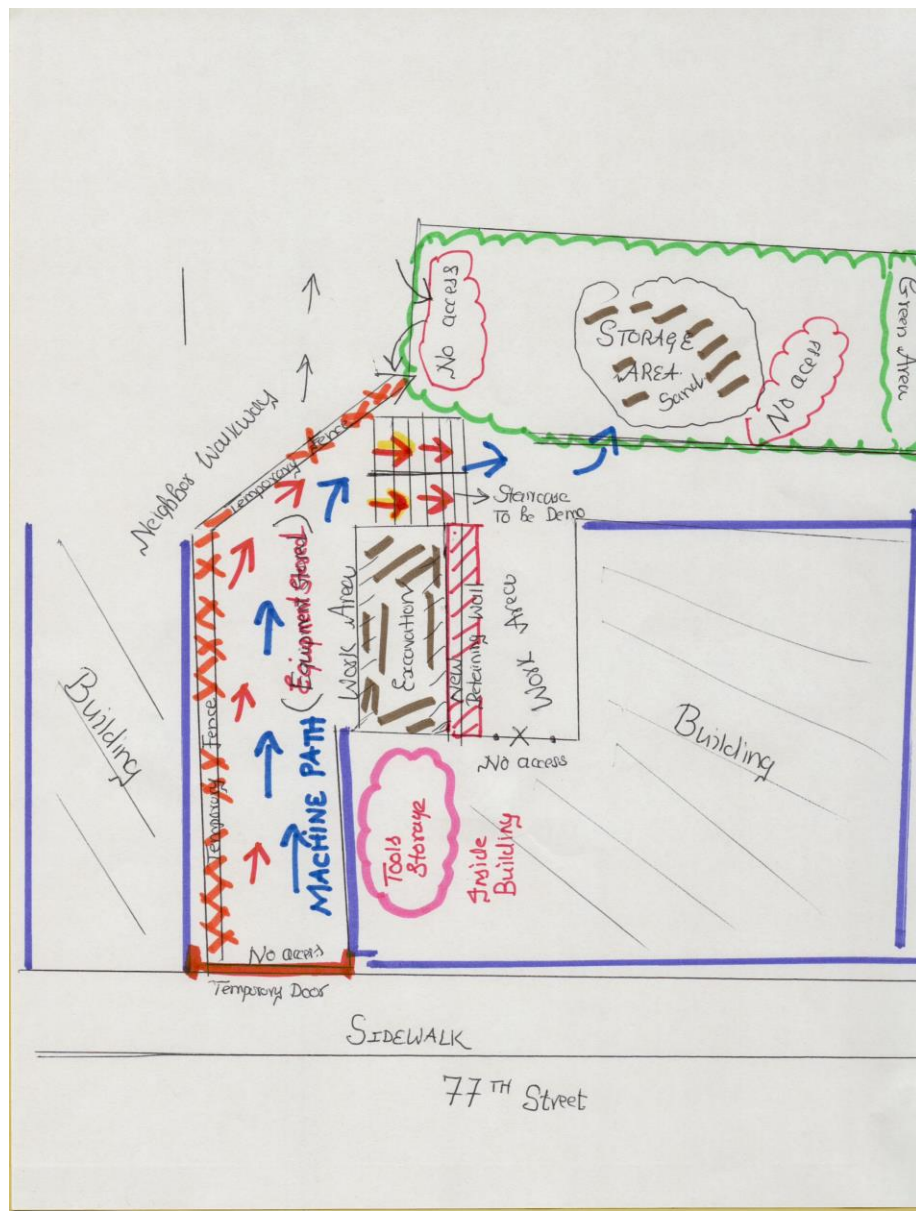 No access
STORAGE
AREA
Sand
No acess
Green Area
Neighbor Walkway
Temporary Fence
Staircase
To be Demo
Temporary Fence
MACHINE PATH (Equipment Stored)
Work Area
Excavation
New
Retaining Wall
Work Area
No access
Building
Building
Tools
Storage
Inside
Building
No access
Temporary Door
SIDEWALK
77TH Street